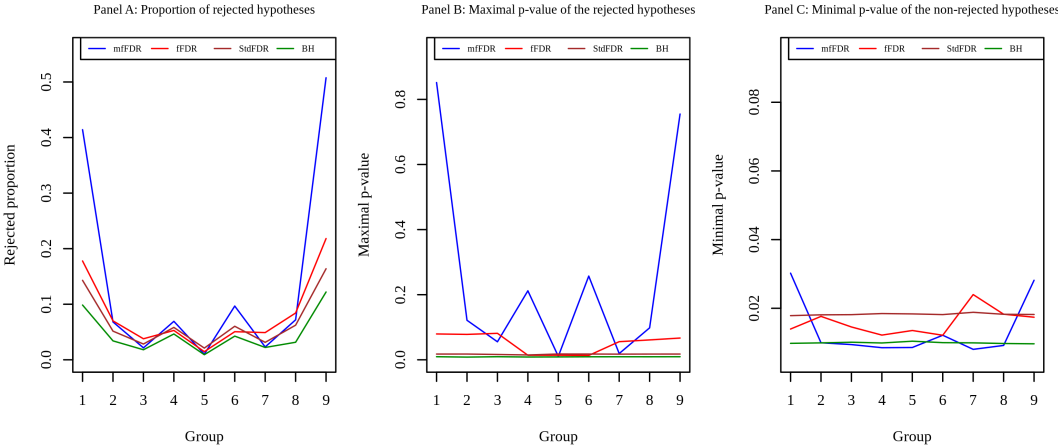 Panel A: Proportion of rejected hypotheses
mfFDR fFDR StdFDR BH
Rejected proportion
0.5
0.4
0.3
0.2
0.1
0.0
1 2 3 4 5 6 7 8 9
Group
Panel B: Maximal p-value of the rejected hypotheses
mfFDR fFDR StdFDR BH
Maximal p-value
0.8
0.6
0.4
0.2
0.0
1 2 3 4 5 6 7 8 9
Group
Panel C: Minimal p-value of the non-rejected hypotheses
mfFDR fFDR StdFDR BH
Minimal p-value
0.08
0.06
0.04
0.02
1 2 3 4 5 6 7 8 9
Group